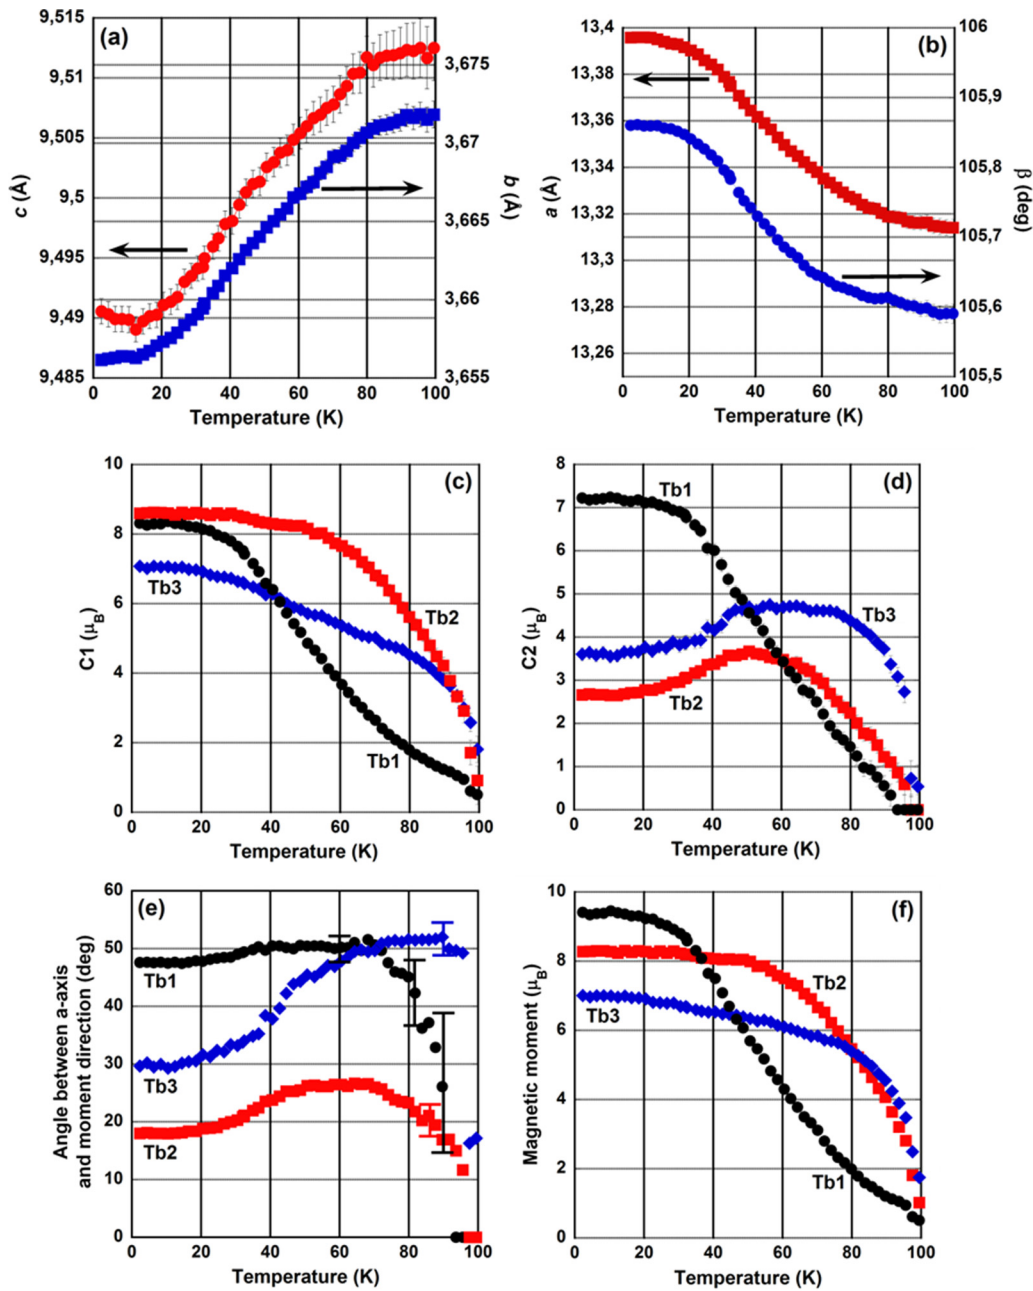 (a)
9,515
9,51
9,505
9,5
9,495
9,49
9,485
c (Å)
3,675
3,67
3,665
3,66
3,655
b (Å)
0 20 40 60 80 100
Temperature (K)
(b)
13,4
13,38
13,36
13,34
13,32
13,3
13,28
13,26
a (Å)
106
105,9
105,8
105,7
105,6
105,5
β (deg)
0 20 40 60 80 100
Temperature (K)
(c)
10
8
6
4
2
0
C1 (μB)
Tb3
Tb2
Tb1
0 20 40 60 80 100
Temperature (K)
(d)
8
7
6
5
4
3
2
1
0
C2 (μB)
Tb1
Tb3
Tb2
0 20 40 60 80 100
Temperature (K)
(e)
60
50
40
30
20
10
0
Angle between a-axis
and moment direction (deg)
Tb1
Tb3
Tb2
0 20 40 60 80 100
Temperature (K)
(f)
10
8
6
4
2
0
Magnetic moment (μB)
Tb2
Tb3
Tb1
0 20 40 60 80 100
Temperature (K)